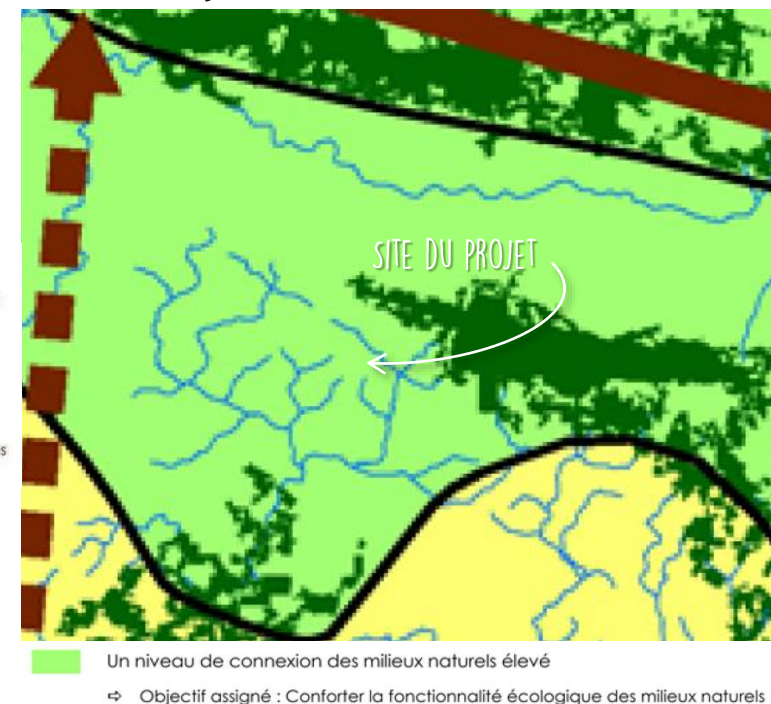 SITE DU PROJET
Un niveau de connexion des milieux naturels élevé
⇨ Objectif assigné : Conforter la fonctionnalité écologique des milieux naturels